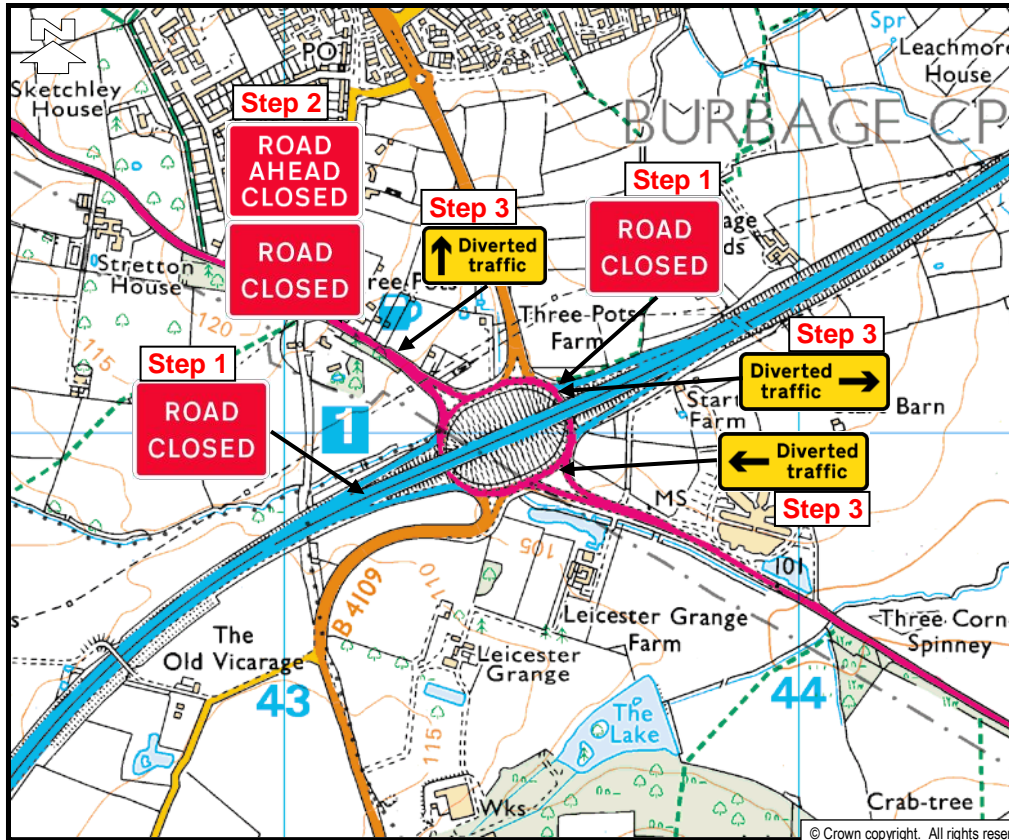 N
PO
Spr
Leachmore
House
Sketchley
House
BURBAGE CP
Step 2
ROAD
AHEAD
CLOSED
ROAD
CLOSED
Step 3
Diverted
traffic
Step 1
ROAD
CLOSED
Stretton
House
120
115
Three-Pots
Farm
Step 1
ROAD
CLOSED
1
Step 3
Diverted
traffic
Farm
Barn
Diverted
traffic
Step 3
MS
101
105
110
B 4109
The
Old Vicarage
43
Leicester
Grange
Leicester Grange
Farm
Three Corn
Spinney
44
115
The
Lake
Wks
Crab-tree
© Crown copyright. All rights rese